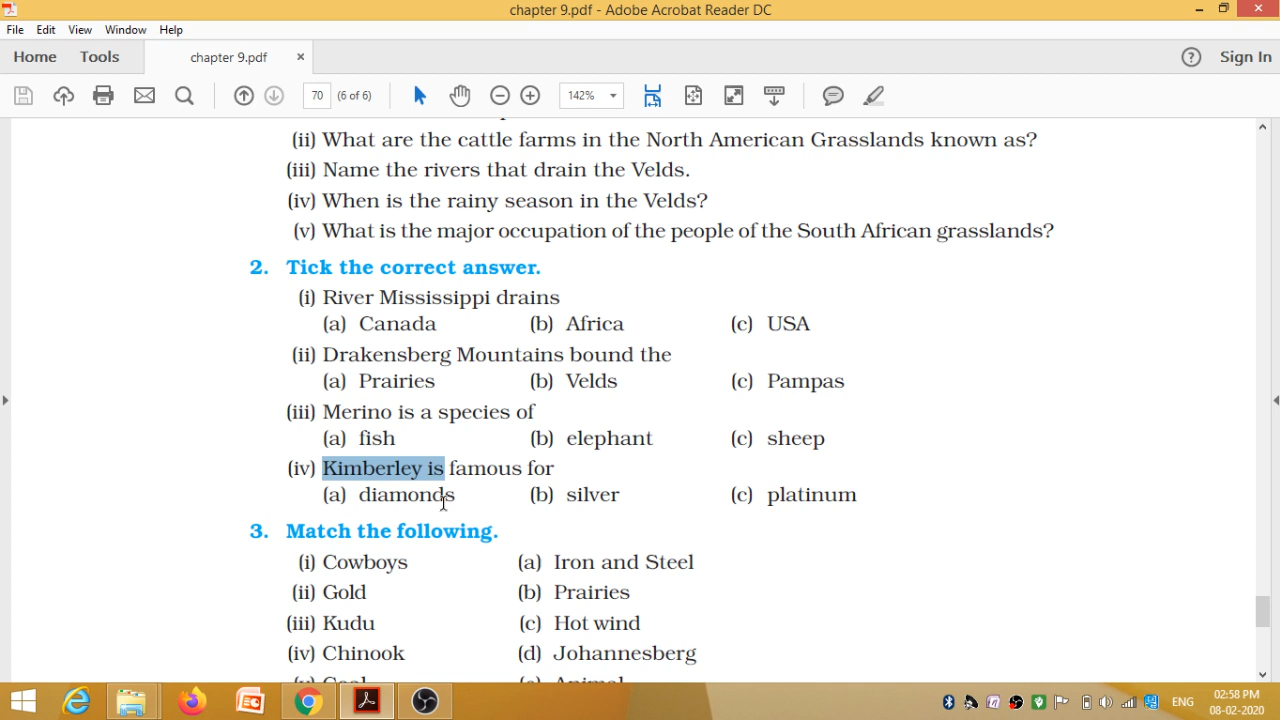 chapter 9.pdf - Adobe Acrobat Reader DC
File Edit View Window Help
Home Tools chapter 9.pdf × ? Sign In
70 (6 of 6) 142%
(ii) What are the cattle farms in the North American Grasslands known as?
(iii) Name the rivers that drain the Velds.
(iv) When is the rainy season in the Velds?
(v) What is the major occupation of the people of the South African grasslands?
2. Tick the correct answer.
(i) River Mississippi drains
(a) Canada (b) Africa (c) USA
(ii) Drakensberg Mountains bound the
(a) Prairies (b) Velds (c) Pampas
(iii) Merino is a species of
(a) fish (b) elephant (c) sheep
(iv) Kimberley is famous for
(a) diamonds (b) silver (c) platinum
3. Match the following.
(i) Cowboys (a) Iron and Steel
(ii) Gold (b) Prairies
(iii) Kudu (c) Hot wind
(iv) Chinook (d) Johannesberg
(v) Coal (e) Animal
ENG 02:58 PM
08-02-2020